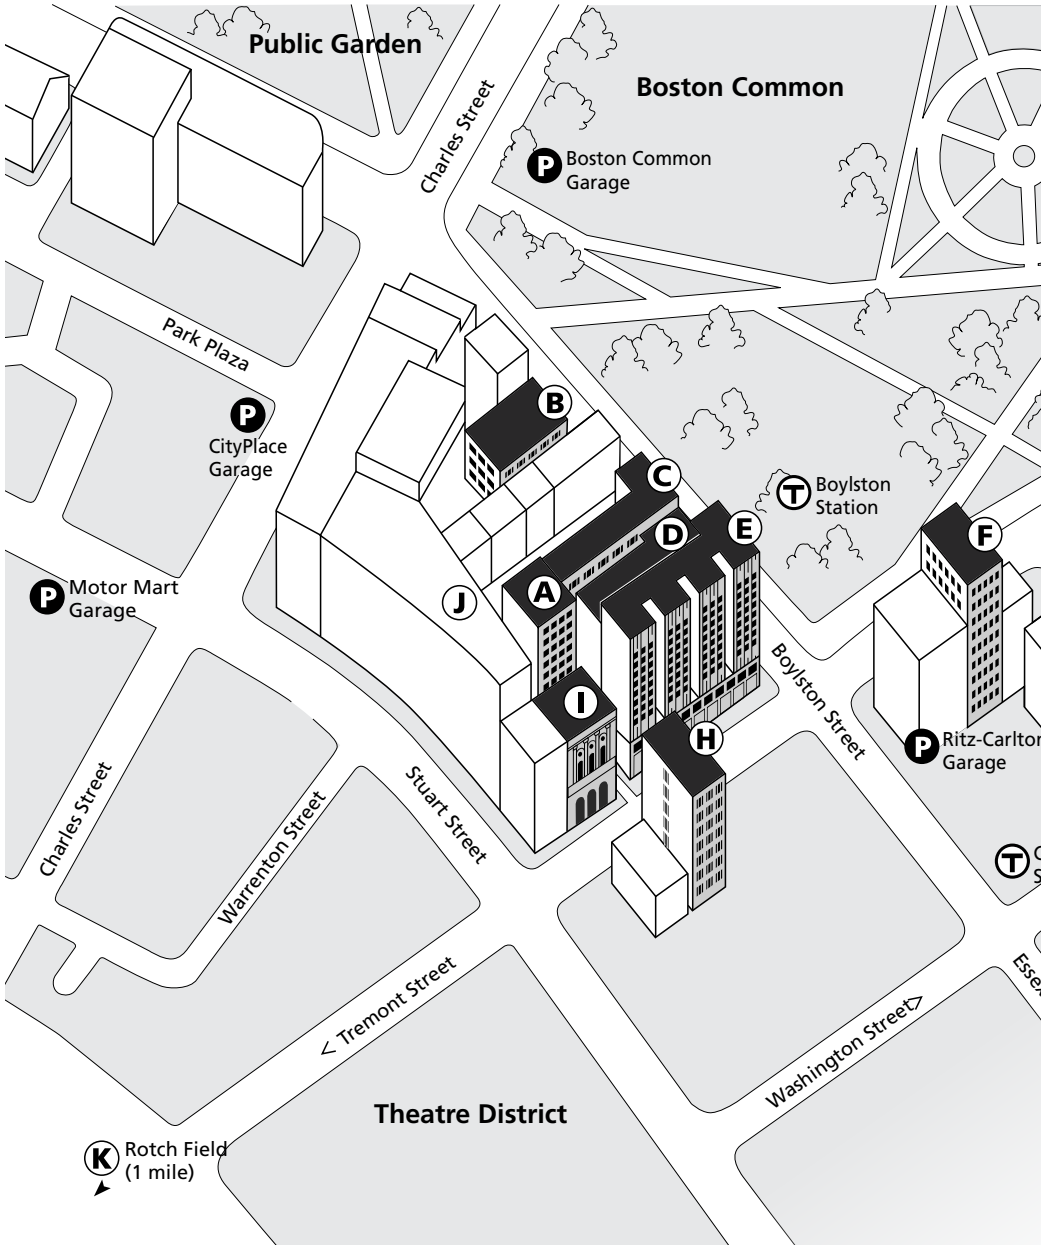 Public Garden
Boston Common
Charles Street
P
Boston Common
Garage
Park Plaza
P
CityPlace
Garage
B
C
T
Boylston
Station
D
E
F
P
Motor Mart
Garage
J
A
I
H
Boylston Street
P
Ritz-Carlton
Garage
Charles Street
Stuart Street
Warrenton Street
T
Essex
< Tremont Street
Washington Street>
Theatre District
K
Rotch Field
(1 mile)